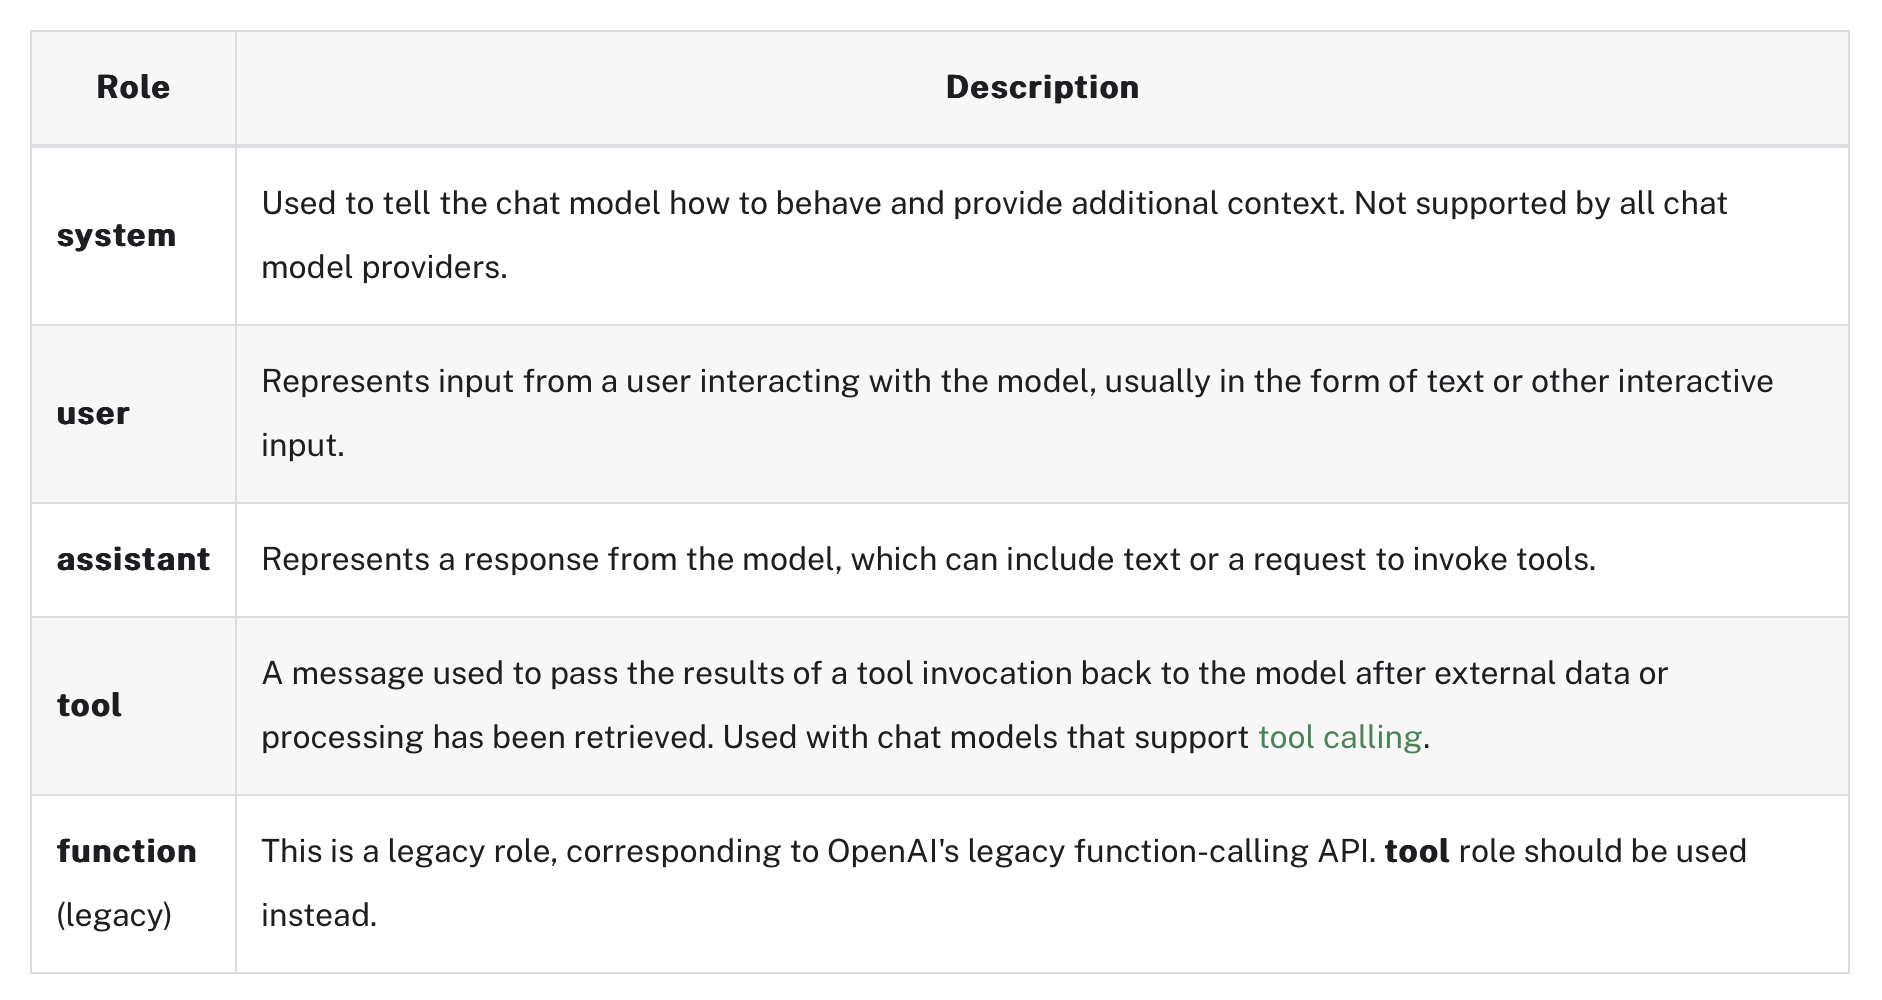 Role
Description
system
Used to tell the chat model how to behave and provide additional context. Not supported by all chat
model providers.
user
Represents input from a user interacting with the model, usually in the form of text or other interactive
input.
assistant
Represents a response from the model, which can include text or a request to invoke tools.
tool
A message used to pass the results of a tool invocation back to the model after external data or
processing has been retrieved. Used with chat models that support tool calling.
function
(legacy)
This is a legacy role, corresponding to OpenAI's legacy function-calling API. tool role should be used
instead.